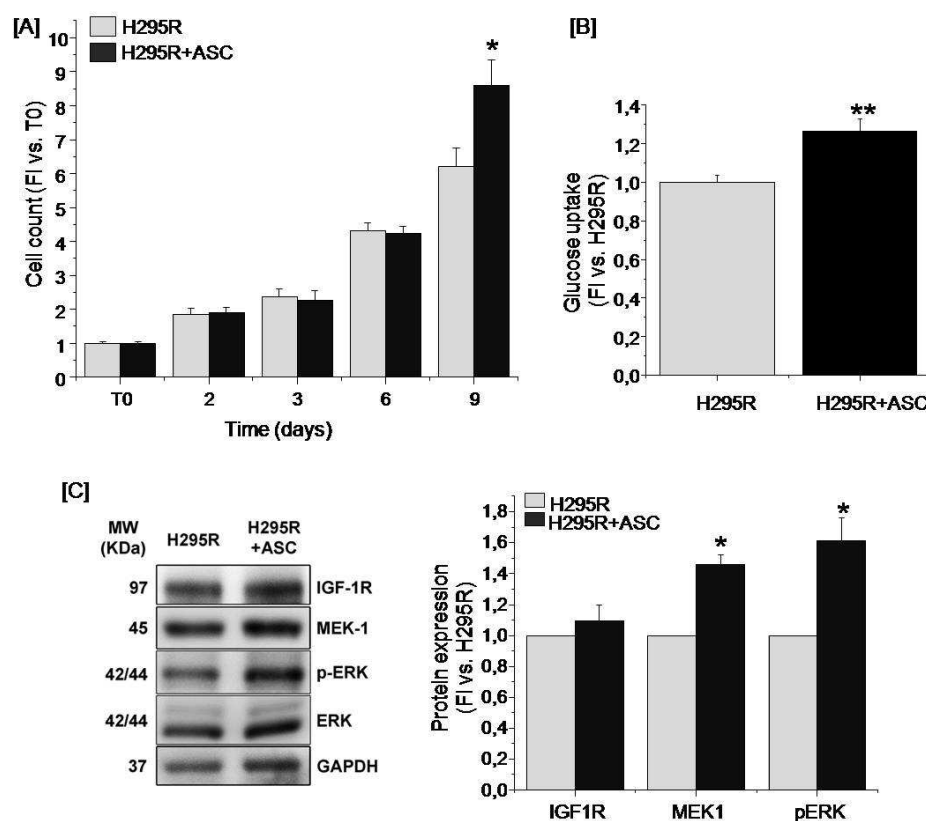 [A]
H295R
H295R+ASC
Cell count (FI vs. T0)
10
9
8
7
6
5
4
3
2
1
0
*
T0 2 3 6 9
Time (days)
[B]
Glucose uptake
(FI vs. H295R)
1,4
1,2
1,0
0,8
0,6
0,4
0,2
0,0
**
H295R H295R+ASC
[C]
MW
(KDa)
H295R
H295R
+ASC
97 IGF-1R
45 MEK-1
42/44 p-ERK
42/44 ERK
37 GAPDH
H295R
H295R+ASC
Protein expression
(FI vs. H295R)
1,8
1,6
1,4
1,2
1,0
0,8
0,6
0,4
0,2
0,0
* *
IGF1R MEK1 pERK